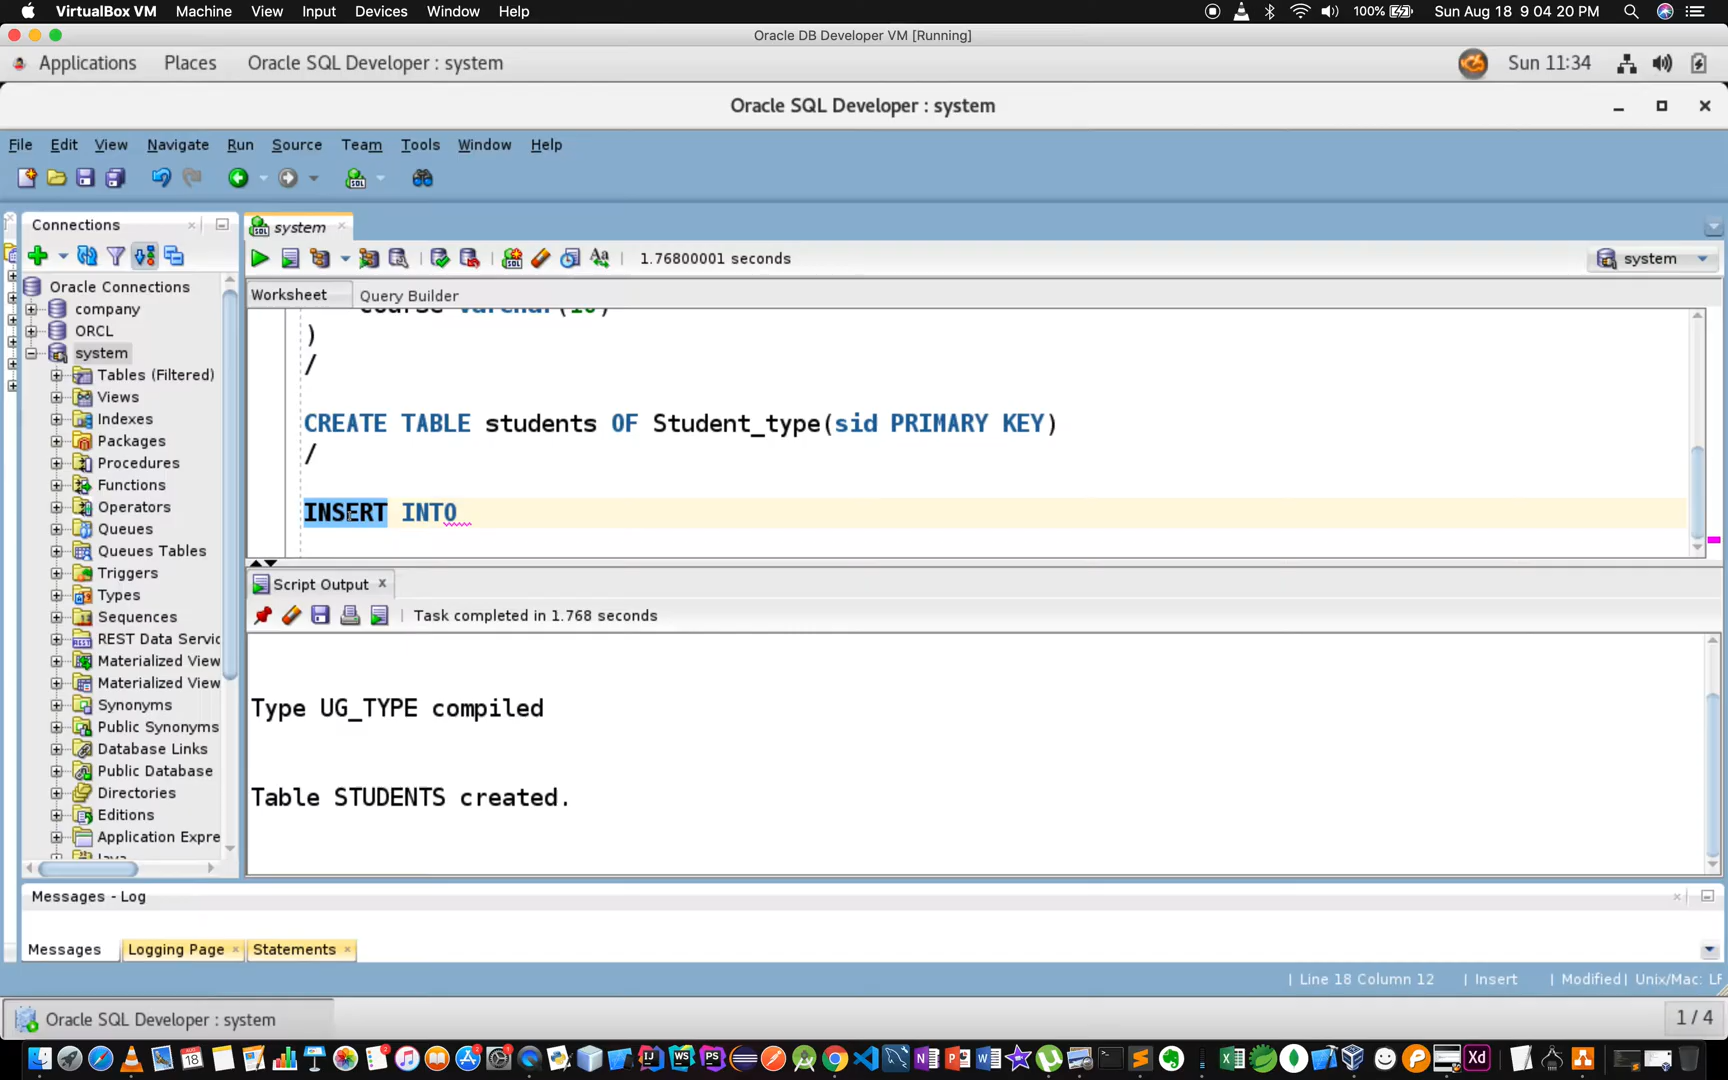 VirtualBox VM Machine View Input Devices Window Help 100% Sun Aug 18 9 04 20 PM
Oracle DB Developer VM [Running]
Applications Places Oracle SQL Developer : system Sun 11:34
Oracle SQL Developer : system
File Edit View Navigate Run Source Team Tools Window Help
Connections
system
1.76800001 seconds
system
Worksheet Query Builder
Oracle Connections
company
ORCL
system
Tables (Filtered)
Views
Indexes
Packages
Procedures
Functions
Operators
Queues
Queues Tables
Triggers
Types
Sequences
REST Data Servic
Materialized View
Materialized View
Synonyms
Public Synonyms
Database Links
Public Database
Directories
Editions
Application Expre
Java
course varchar(10)
)
/
CREATE TABLE students OF Student_type(sid PRIMARY KEY)
/
INSERT INTO
Script Output
Task completed in 1.768 seconds
Type UG_TYPE compiled
Table STUDENTS created.
Messages - Log
Messages Logging Page Statements
Line 18 Column 12 Insert Modified Unix/Mac: LF
Oracle SQL Developer : system 1 / 4